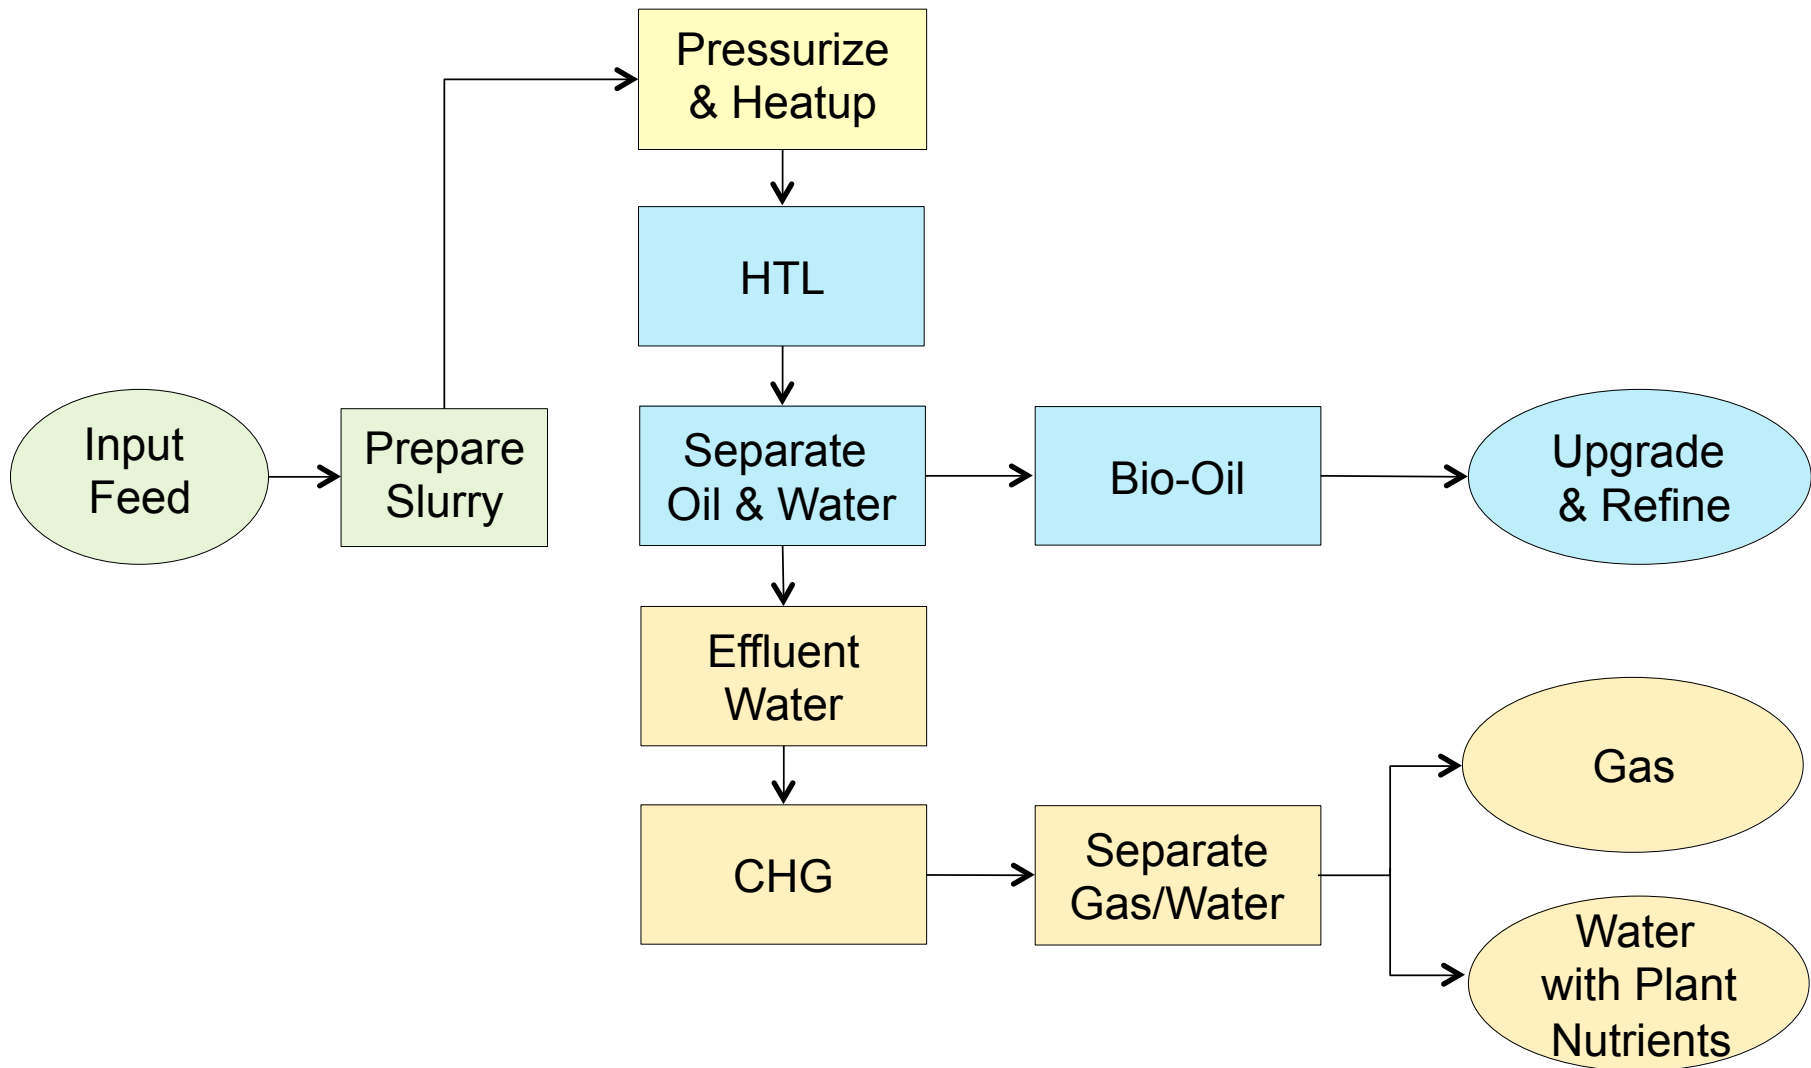 Pressurize
& Heatup
HTL
Input
Feed
Prepare
Slurry
Separate
Oil & Water
Bio-Oil
Upgrade
& Refine
Effluent
Water
CHG
Separate
Gas/Water
Gas
Water
with Plant
Nutrients